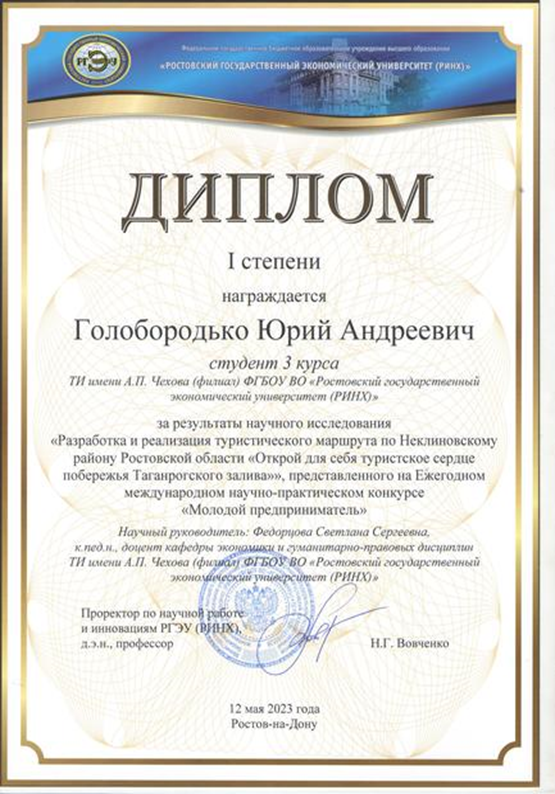 Федеральное государственное бюджетное образовательное учреждение высшего образования
«РОСТОВСКИЙ ГОСУДАРСТВЕННЫЙ ЭКОНОМИЧЕСКИЙ УНИВЕРСИТЕТ (РИНХ)»
РГЭУ
ДИПЛОМ
I степени
награждается
Голобородько Юрий Андреевич
студент 3 курса
ТИ имени А.П. Чехова (филиал) ФГБОУ ВО «Ростовский государственный
экономический университет (РИНХ)»
за результаты научного исследования
«Разработка и реализация туристического маршрута по Неклиновскому
району Ростовской области «Открой для себя туристское сердце
побережья Таганрогского залива»», представленного на Ежегодном
международном научно-практическом конкурсе
«Молодой предприниматель»
Научный руководитель: Федорцова Светлана Сергеевна,
к.пед.н., доцент кафедры экономики и гуманитарно-правовых дисциплин
ТИ имени А.П. Чехова (филиал) ФГБОУ ВО «Ростовский государственный
экономический университет (РИНХ)»
Проректор по научной работе
и инновациям РГЭУ (РИНХ),
д.э.н., профессор
Н.Г. Вовченко
12 мая 2023 года
Ростов-на-Дону